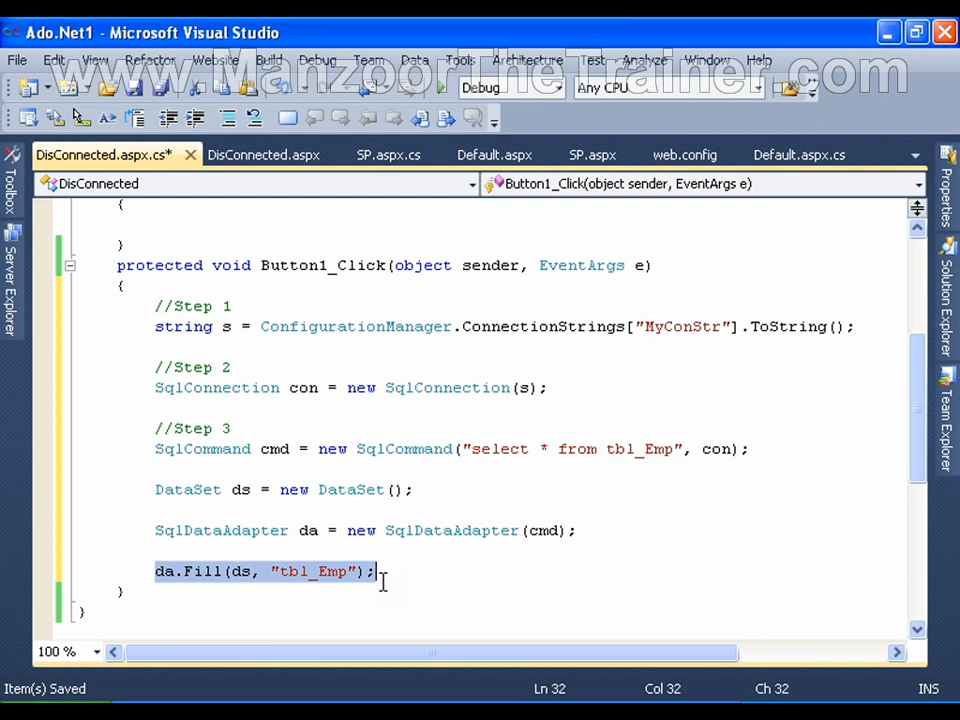 Ado.Net1 - Microsoft Visual Studio
File Edit View Refactor Website Build Debug Team Data Tools Architecture Test Analyze Window Help
www.ManzoorTheTrainer.com
Debug Any CPU
DisConnected.aspx.cs* DisConnected.aspx SP.aspx.cs Default.aspx SP.aspx web.config Default.aspx.cs
DisConnected Button1_Click(object sender, EventArgs e)
Toolbox
Server Explorer
{
}
protected void Button1_Click(object sender, EventArgs e)
{
//Step 1
string s = ConfigurationManager.ConnectionStrings["MyConStr"].ToString();
//Step 2
SqlConnection con = new SqlConnection(s);
//Step 3
SqlCommand cmd = new SqlCommand("select * from tbl_Emp", con);
DataSet ds = new DataSet();
SqlDataAdapter da = new SqlDataAdapter(cmd);
da.Fill(ds, "tbl_Emp");
}
}
Properties
Solution Explorer
Team Explorer
100 %
Item(s) Saved Ln 32 Col 32 Ch 32 INS